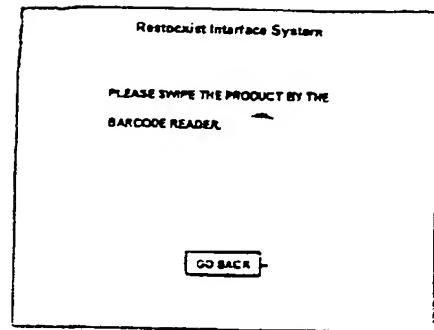 Restockist Interface System
PLEASE SWIPE THE PRODUCT BY THE
BARCODE READER.
GO BACK